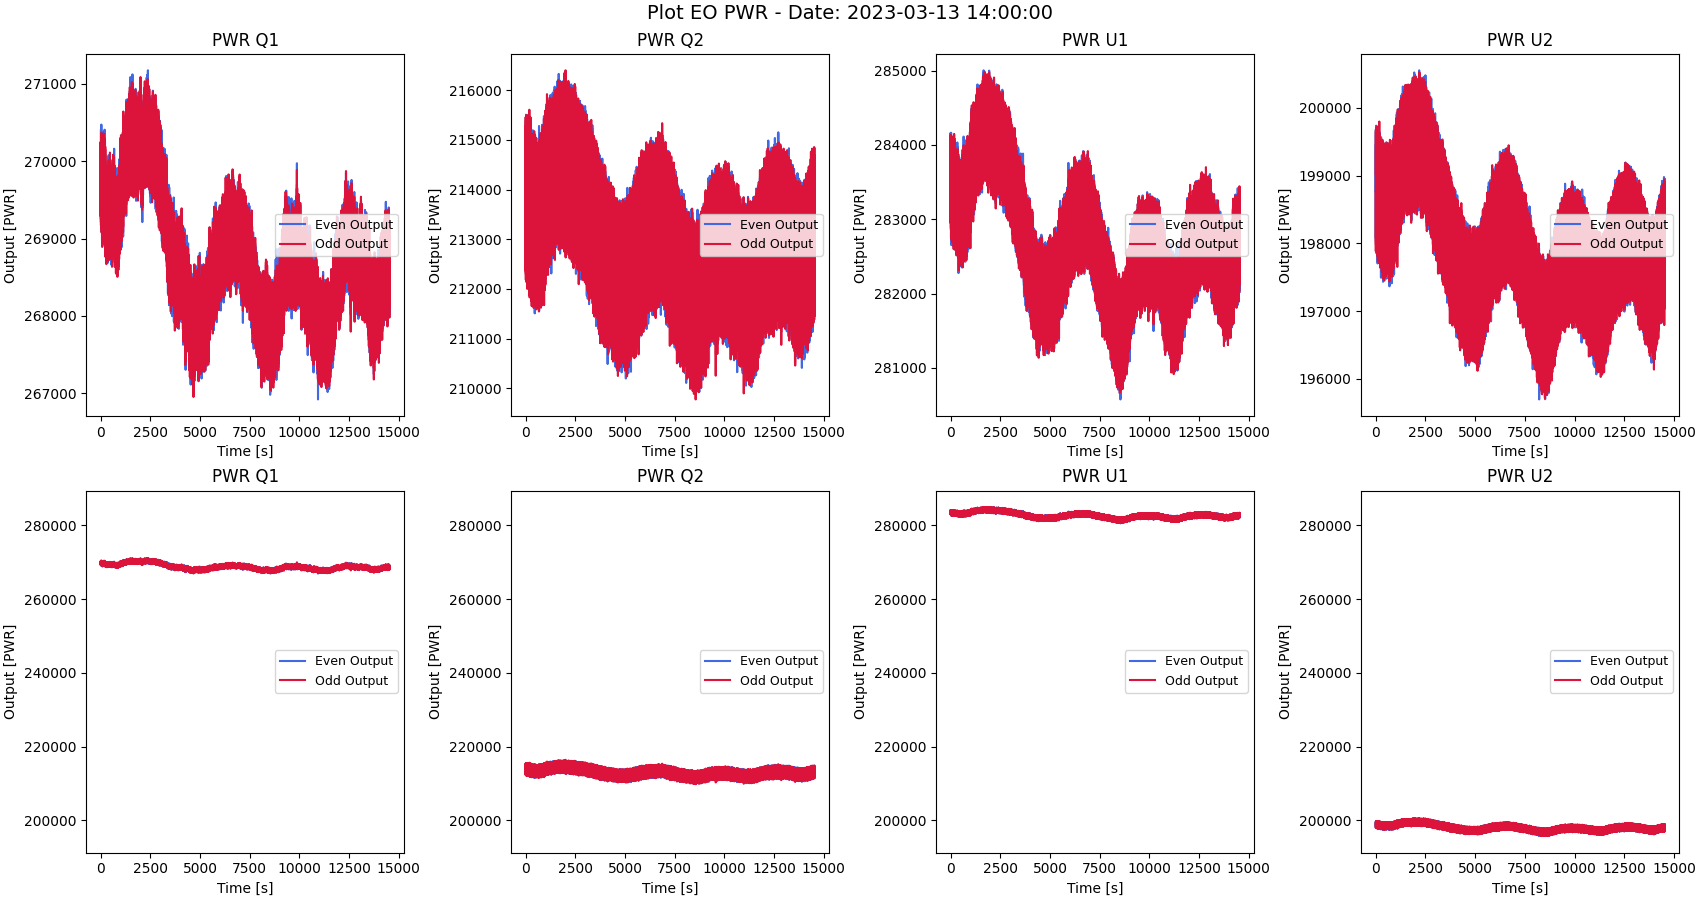 Plot EO PWR - Date: 2023-03-13 14:00:00
PWR Q1
PWR Q2
PWR U1
PWR U2
Output [PWR]
271000
270000
269000
268000
267000
Even Output
Odd Output
0 2500 5000 7500 10000 12500 15000
Time [s]
Output [PWR]
216000
215000
214000
213000
212000
211000
210000
Even Output
Odd Output
0 2500 5000 7500 10000 12500 15000
Time [s]
Output [PWR]
285000
284000
283000
282000
281000
Even Output
Odd Output
0 2500 5000 7500 10000 12500 15000
Time [s]
Output [PWR]
200000
199000
198000
197000
196000
Even Output
Odd Output
0 2500 5000 7500 10000 12500 15000
Time [s]
PWR Q1
PWR Q2
PWR U1
PWR U2
Output [PWR]
280000
260000
240000
220000
200000
Even Output
Odd Output
0 2500 5000 7500 10000 12500 15000
Time [s]
Output [PWR]
280000
260000
240000
220000
200000
Even Output
Odd Output
0 2500 5000 7500 10000 12500 15000
Time [s]
Output [PWR]
280000
260000
240000
220000
200000
Even Output
Odd Output
0 2500 5000 7500 10000 12500 15000
Time [s]
Output [PWR]
280000
260000
240000
220000
200000
Even Output
Odd Output
0 2500 5000 7500 10000 12500 15000
Time [s]